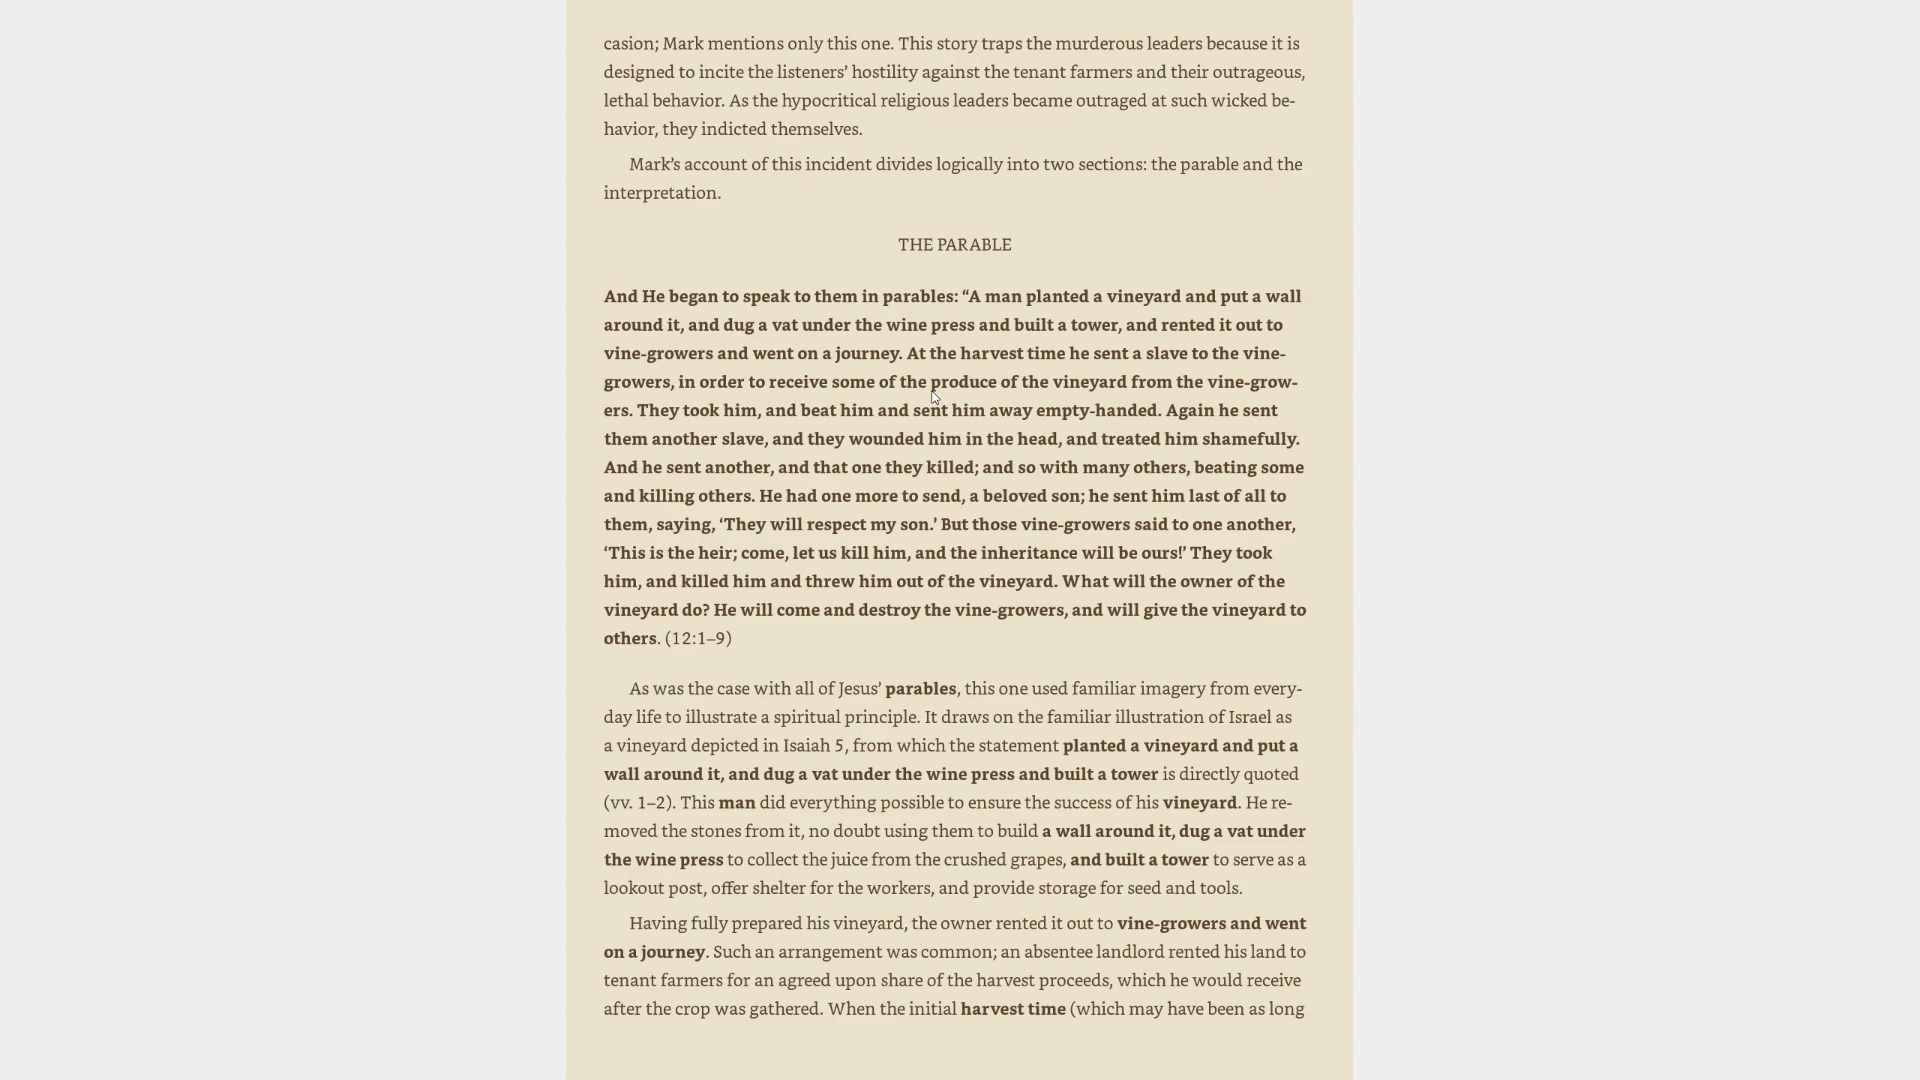 casion; Mark mentions only this one. This story traps the murderous leaders because it is
designed to incite the listeners’ hostility against the tenant farmers and their outrageous,
lethal behavior. As the hypocritical religious leaders became outraged at such wicked be-
havior, they indicted themselves.
Mark’s account of this incident divides logically into two sections: the parable and the
interpretation.
THE PARABLE
And He began to speak to them in parables: “A man planted a vineyard and put a wall
around it, and dug a vat under the wine press and built a tower, and rented it out to
vine-growers and went on a journey. At the harvest time he sent a slave to the vine-
growers, in order to receive some of the produce of the vineyard from the vine-grow-
ers. They took him, and beat him and sent him away empty-handed. Again he sent
them another slave, and they wounded him in the head, and treated him shamefully.
And he sent another, and that one they killed; and so with many others, beating some
and killing others. He had one more to send, a beloved son; he sent him last of all to
them, saying, ‘They will respect my son.’ But those vine-growers said to one another,
‘This is the heir; come, let us kill him, and the inheritance will be ours!’ They took
him, and killed him and threw him out of the vineyard. What will the owner of the
vineyard do? He will come and destroy the vine-growers, and will give the vineyard to
others. (12:1–9)
As was the case with all of Jesus’ parables, this one used familiar imagery from every-
day life to illustrate a spiritual principle. It draws on the familiar illustration of Israel as
a vineyard depicted in Isaiah 5, from which the statement planted a vineyard and put a
wall around it, and dug a vat under the wine press and built a tower is directly quoted
(vv. 1–2). This man did everything possible to ensure the success of his vineyard. He re-
moved the stones from it, no doubt using them to build a wall around it, dug a vat under
the wine press to collect the juice from the crushed grapes, and built a tower to serve as a
lookout post, offer shelter for the workers, and provide storage for seed and tools.
Having fully prepared his vineyard, the owner rented it out to vine-growers and went
on a journey. Such an arrangement was common; an absentee landlord rented his land to
tenant farmers for an agreed upon share of the harvest proceeds, which he would receive
after the crop was gathered. When the initial harvest time (which may have been as long